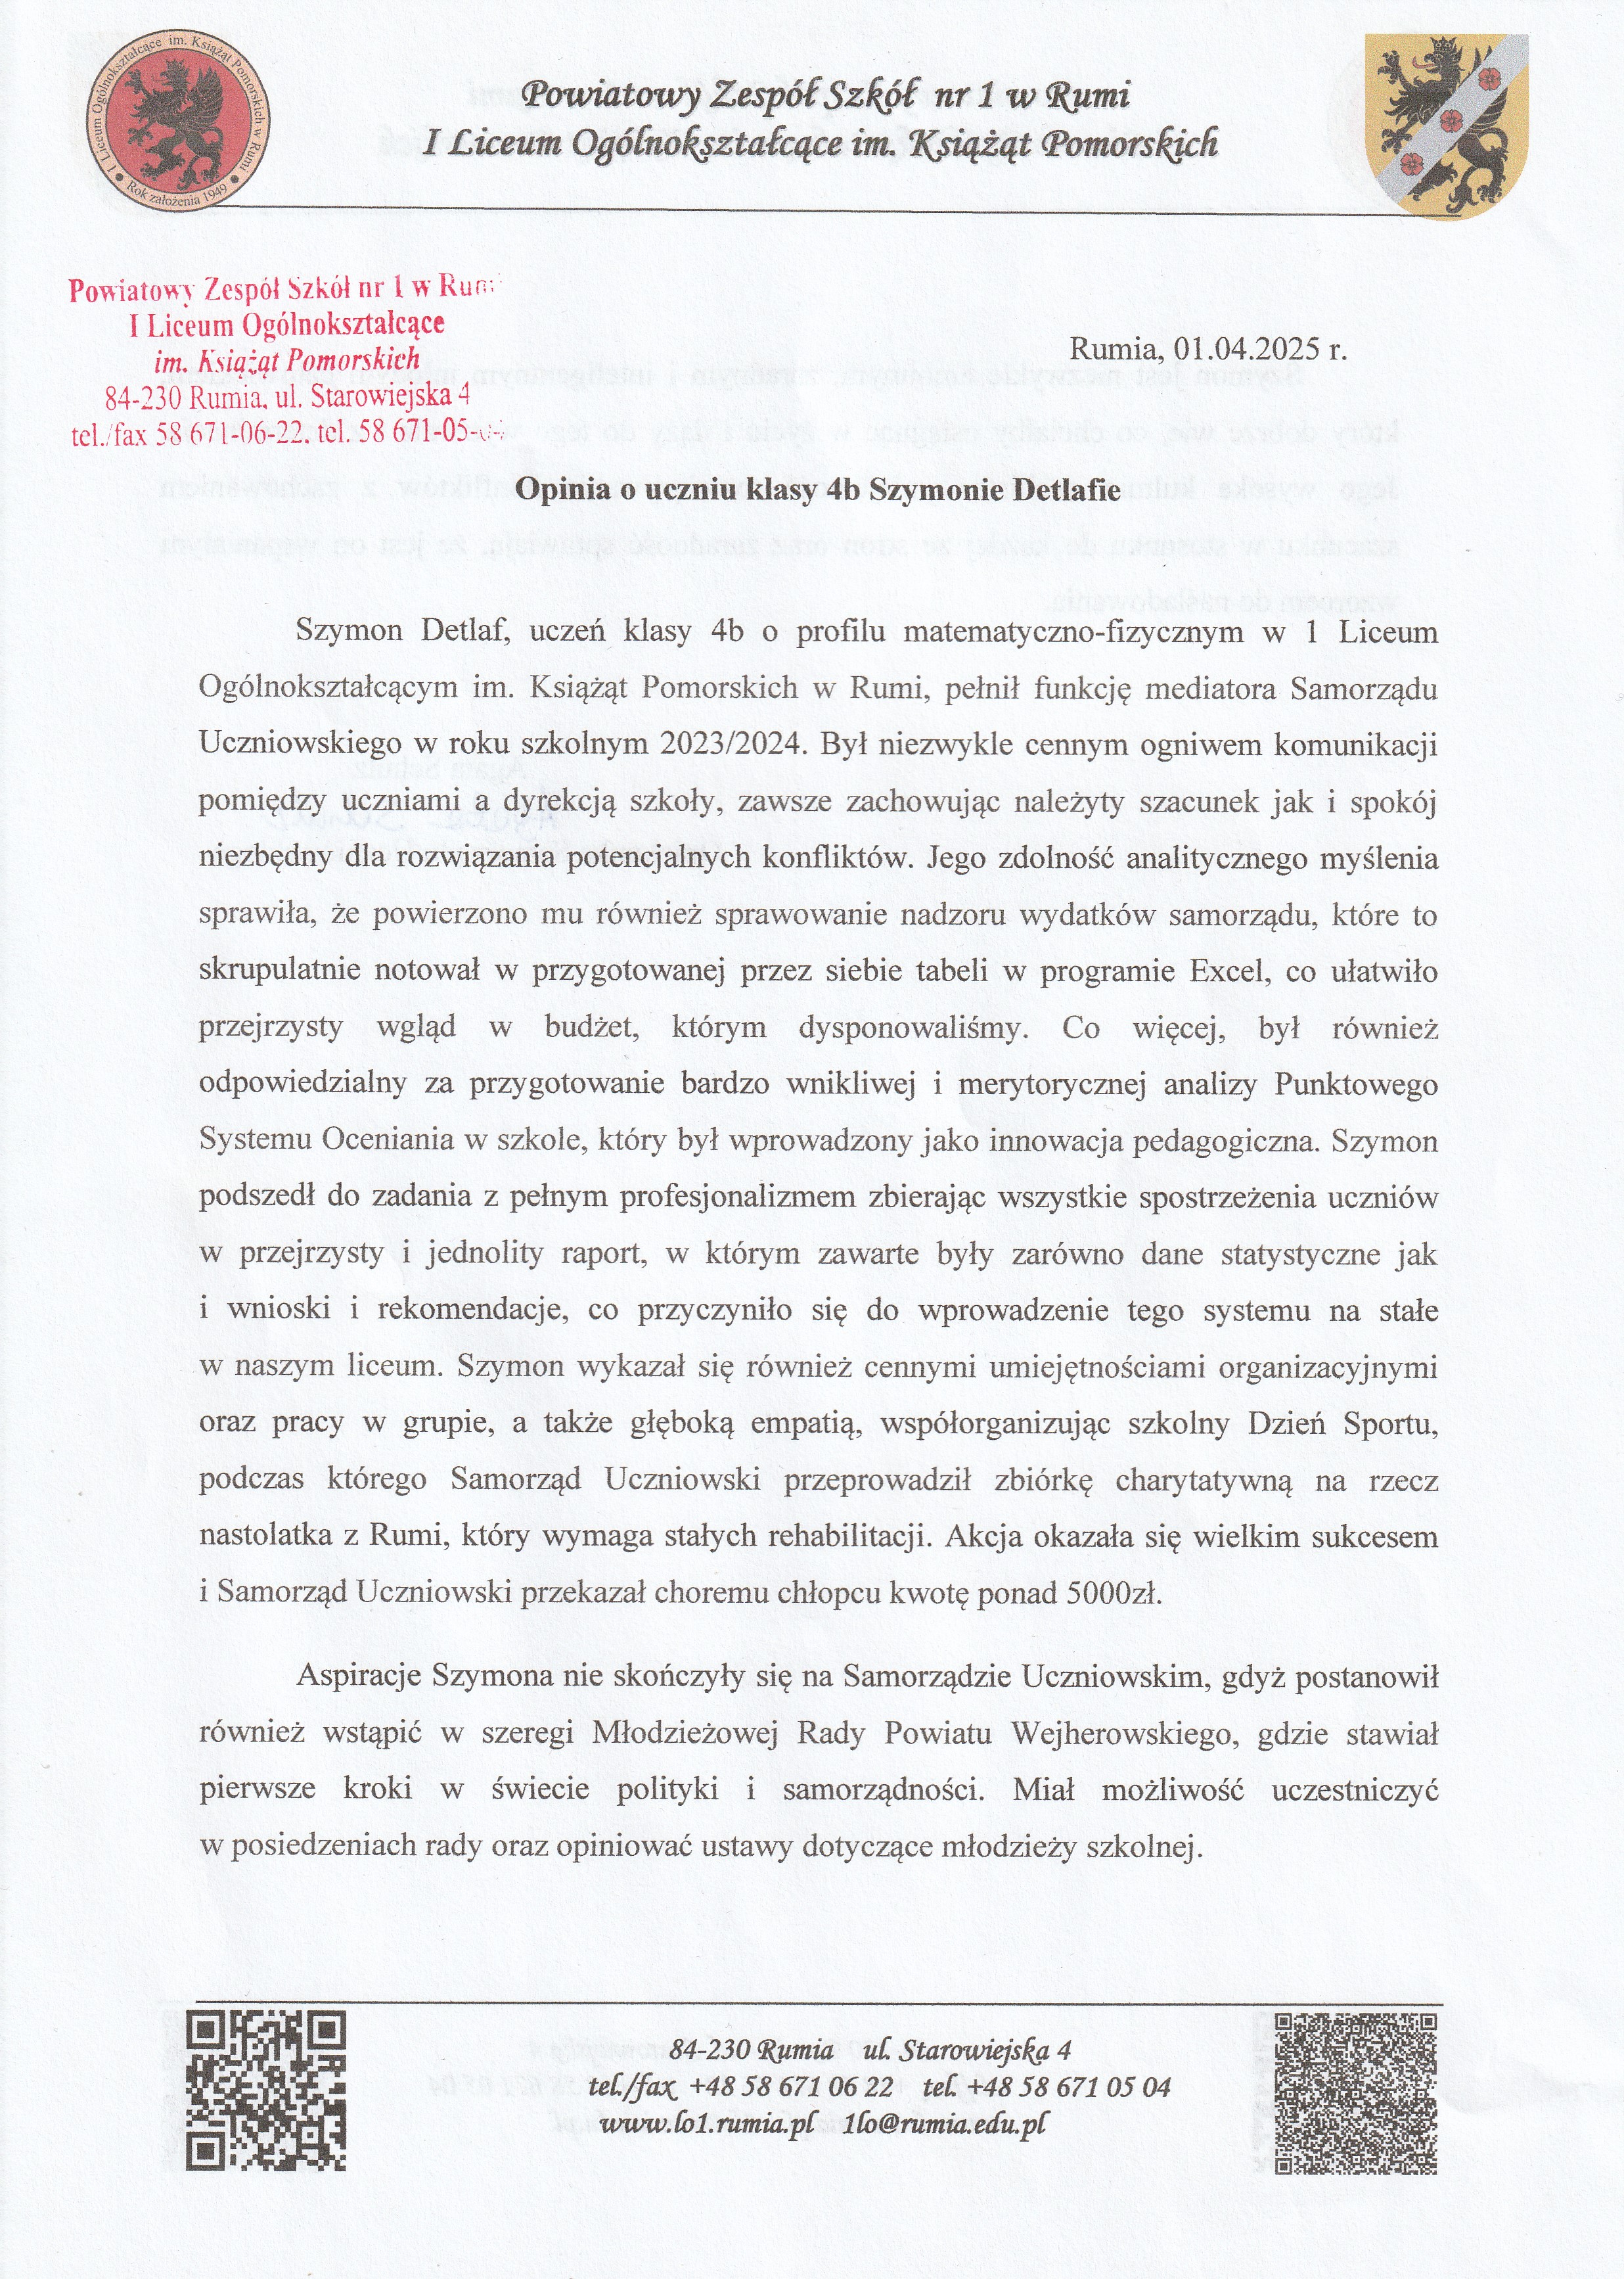 I Liceum Ogólnokształcące im. Książąt Pomorskich w Rumi
Rok założenia 1949
Powiatowy Zespół Szkół nr 1 w Rumi
I Liceum Ogólnokształcące im. Książąt Pomorskich
Powiatowy Zespół Szkół nr 1 w Rumi
I Liceum Ogólnokształcące
im. Książąt Pomorskich
84-230 Rumia, ul. Starowiejska 4
tel./fax 58 671-06-22, tel. 58 671-05-
Rumia, 01.04.2025 r.
Opinia o uczniu klasy 4b Szymonie Detlafie
Szymon Detlaf, uczeń klasy 4b o profilu matematyczno-fizycznym w 1 Liceum
Ogólnokształcącym im. Książąt Pomorskich w Rumi, pełnił funkcję mediatora Samorządu
Uczniowskiego w roku szkolnym 2023/2024. Był niezwykle cennym ogniwem komunikacji
pomiędzy uczniami a dyrekcją szkoły, zawsze zachowując należyty szacunek jak i spokój
niezbędny dla rozwiązania potencjalnych konfliktów. Jego zdolność analitycznego myślenia
sprawiła, że powierzono mu również sprawowanie nadzoru wydatków samorządu, które to
skrupulatnie notował w przygotowanej przez siebie tabeli w programie Excel, co ułatwiło
przejrzysty wgląd w budżet, którym dysponowaliśmy. Co więcej, był również
odpowiedzialny za przygotowanie bardzo wnikliwej i merytorycznej analizy Punktowego
Systemu Oceniania w szkole, który był wprowadzony jako innowacja pedagogiczna. Szymon
podszedł do zadania z pełnym profesjonalizmem zbierając wszystkie spostrzeżenia uczniów
w przejrzysty i jednolity raport, w którym zawarte były zarówno dane statystyczne jak
i wnioski i rekomendacje, co przyczyniło się do wprowadzenie tego systemu na stałe
w naszym liceum. Szymon wykazał się również cennymi umiejętnościami organizacyjnymi
oraz pracy w grupie, a także głęboką empatią, współorganizując szkolny Dzień Sportu,
podczas którego Samorząd Uczniowski przeprowadził zbiórkę charytatywną na rzecz
nastolatka z Rumi, który wymaga stałych rehabilitacji. Akcja okazała się wielkim sukcesem
i Samorząd Uczniowski przekazał choremu chłopcu kwotę ponad 5000zł.
Aspiracje Szymona nie skończyły się na Samorządzie Uczniowskim, gdyż postanowił
również wstąpić w szeregi Młodzieżowej Rady Powiatu Wejherowskiego, gdzie stawiał
pierwsze kroki w świecie polityki i samorządności. Miał możliwość uczestniczyć
w posiedzeniach rady oraz opiniować ustawy dotyczące młodzieży szkolnej.
84-230 Rumia ul. Starowiejska 4
tel./fax +48 58 671 06 22 tel. +48 58 671 05 04
www.lo1.rumia.pl 1lo@rumia.edu.pl